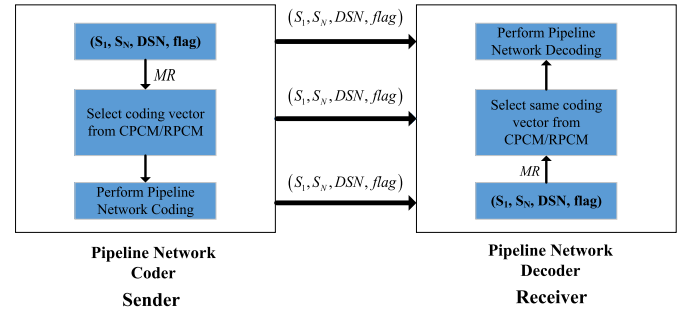 (S1, SN, DSN, flag)
MR
Select coding vector
from CPCM/RPCM
Perform Pipeline
Network Coding
Pipeline Network
Coder
Sender
(S1, SN, DSN, flag)
(S1, SN, DSN, flag)
(S1, SN, DSN, flag)
Perform Pipeline
Network Decoding
Select same coding
vector from
CPCM/RPCM
MR
(S1, SN, DSN, flag)
Pipeline Network
Decoder
Receiver